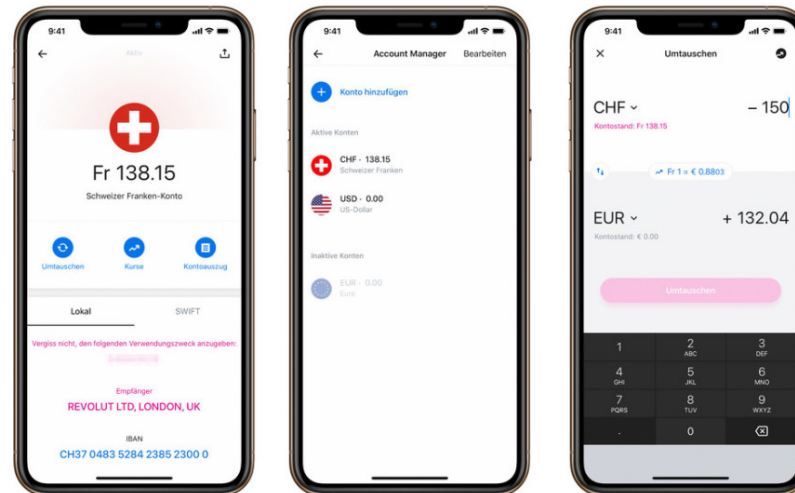 9:41
Aktiv
Fr 138.15
Schweizer Franken-Konto
Umtauschen
Kurse
Kontoauszug
Lokal
SWIFT
Vergiss nicht, den folgenden Verwendungszweck anzugeben:
Empfänger
REVOLUT LTD, LONDON, UK
IBAN
CH37 0483 5284 2385 2300 0
9:41
Account Manager
Bearbeiten
Konto hinzufügen
Aktive Konten
CHF · 138.15
Schweizer Franken
USD · 0.00
US-Dollar
Inaktive Konten
EUR · 0.00
Euro
9:41
Umtauschen
CHF
– 150
Kontostand: Fr 138.15
Fr 1 = € 0.8803
EUR
+ 132.04
Kontostand: € 0.00
Umtauschen
1
2
ABC
3
DEF
4
GHI
5
JKL
6
MNO
7
PQRS
8
TUV
9
WXYZ
.
0